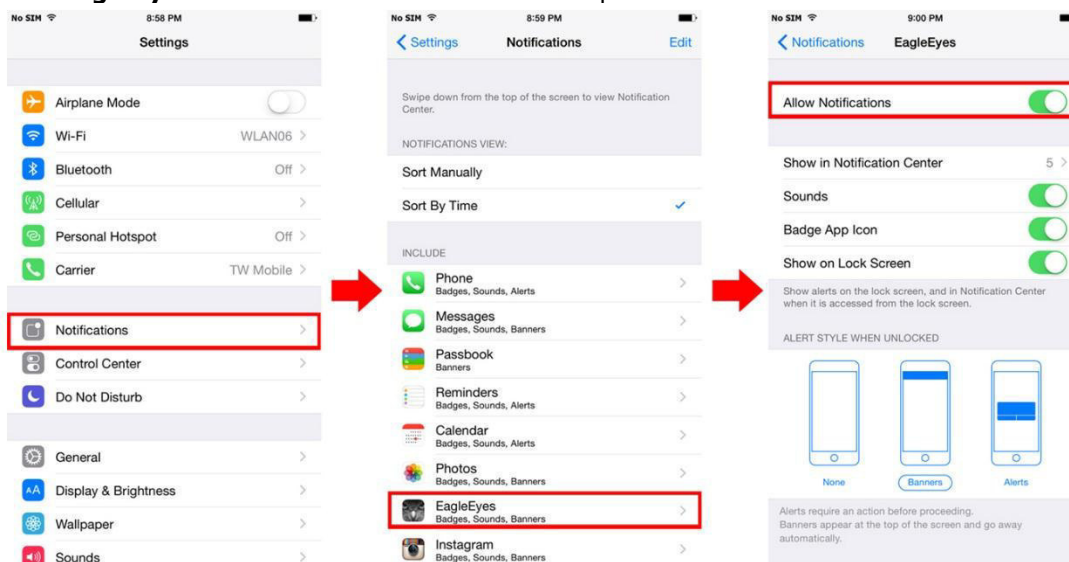 No SIM 8:58 PM
Settings
Airplane Mode
Wi-Fi WLAN06
Bluetooth Off
Cellular
Personal Hotspot Off
Carrier TW Mobile
Notifications
Control Center
Do Not Disturb
General
Display & Brightness
Wallpaper
Sounds
No SIM 8:59 PM
Settings Notifications Edit
Swipe down from the top of the screen to view Notification
Center.
NOTIFICATIONS VIEW:
Sort Manually
Sort By Time
INCLUDE
Phone
Badges, Sounds, Alerts
Messages
Badges, Sounds, Banners
Passbook
Banners
Reminders
Badges, Sounds, Alerts
Calendar
Badges, Sounds, Alerts
Photos
Badges, Sounds, Banners
EagleEyes
Badges, Sounds, Banners
Instagram
Badges, Sounds, Banners
No SIM 9:00 PM
Notifications EagleEyes
Allow Notifications
Show in Notification Center 5
Sounds
Badge App Icon
Show on Lock Screen
Show alerts on the lock screen, and in Notification Center
when it is accessed from the lock screen.
ALERT STYLE WHEN UNLOCKED
None Banners Alerts
Alerts require an action before proceeding.
Banners appear at the top of the screen and go away
automatically.